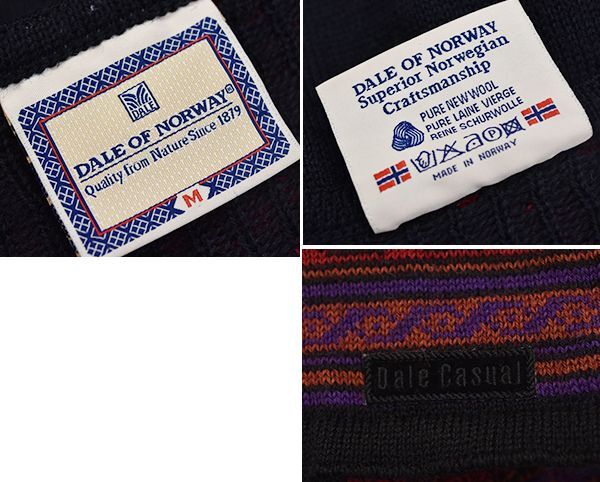 DALE
DALE OF NORWAY®
Quality from Nature Since 1879
M
DALE OF NORWAY
Superior Norwegian
Craftsmanship
PURE NEW WOOL
PURE LAINE VIERGE
REINE SCHURWOLLE
MADE IN NORWAY
Dale Casual